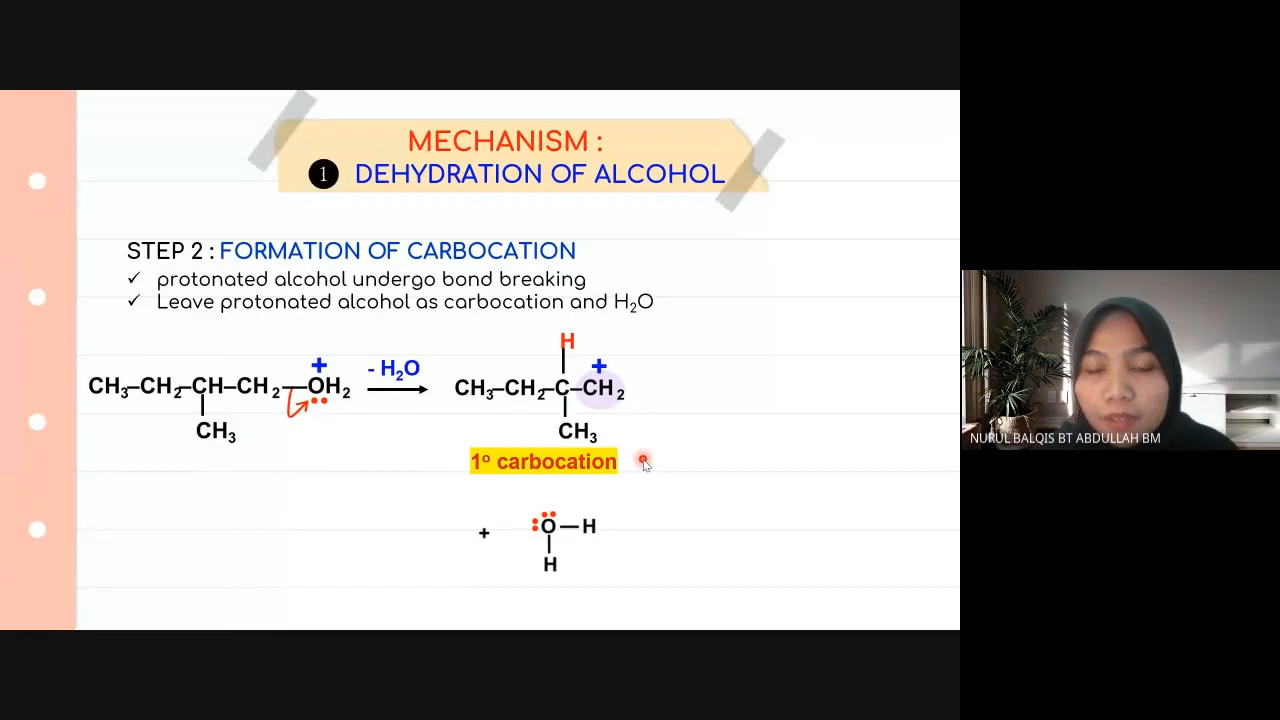 MECHANISM :
1 DEHYDRATION OF ALCOHOL
STEP 2 : FORMATION OF CARBOCATION
✓ protonated alcohol undergo bond breaking
✓ Leave protonated alcohol as carbocation and H₂O
H
+ - H₂O +
CH₃–CH₂–CH–CH₂–OH₂ CH₃–CH₂–C–CH₂
CH₃ CH₃
NURUL BALQIS BT ABDULLAH BM
1° carbocation
+ O–H
H